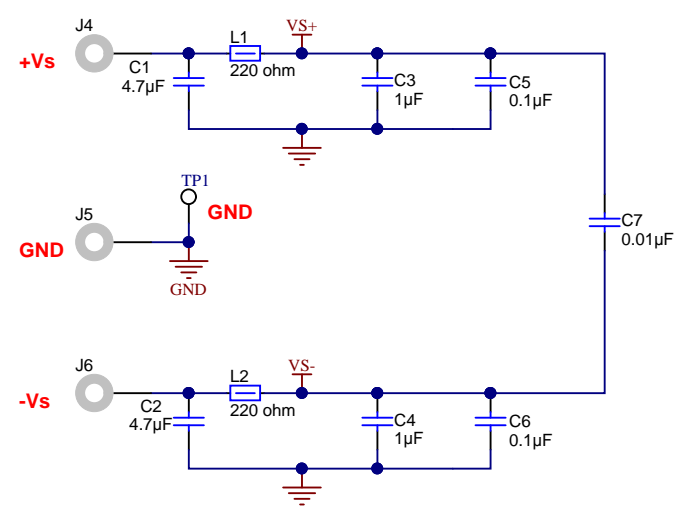 J4
+Vs
C1
4.7µF
L1
220 ohm
VS+
C3
1µF
C5
0.1µF
TP1
GND
J5
GND
GND
C7
0.01µF
J6
-Vs
C2
4.7µF
L2
220 ohm
VS-
C4
1µF
C6
0.1µF